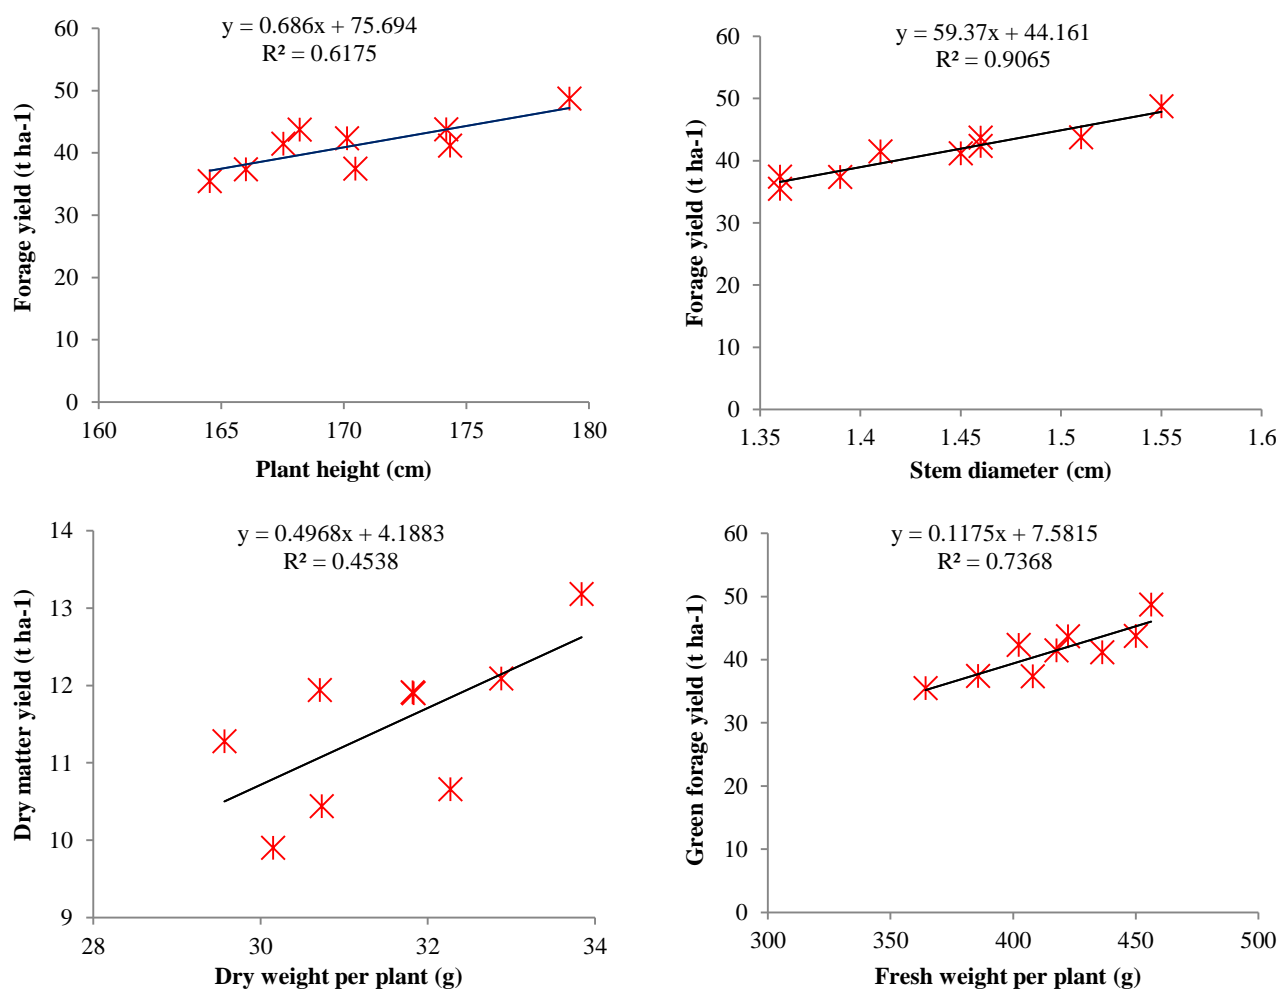 y = 0.686x + 75.694
R² = 0.6175
60
50
40
30
20
10
0
160 165 170 175 180
Forage yield (t ha-1)
Plant height (cm)
y = 59.37x + 44.161
R² = 0.9065
60
50
40
30
20
10
0
1.35 1.4 1.45 1.5 1.55 1.6
Forage yield (t ha-1)
Stem diameter (cm)
y = 0.4968x + 4.1883
R² = 0.4538
14
13
12
11
10
9
28 30 32 34
Dry matter yield (t ha-1)
Dry weight per plant (g)
y = 0.1175x + 7.5815
R² = 0.7368
60
50
40
30
20
10
0
300 350 400 450 500
Green forage yield (t ha-1)
Fresh weight per plant (g)